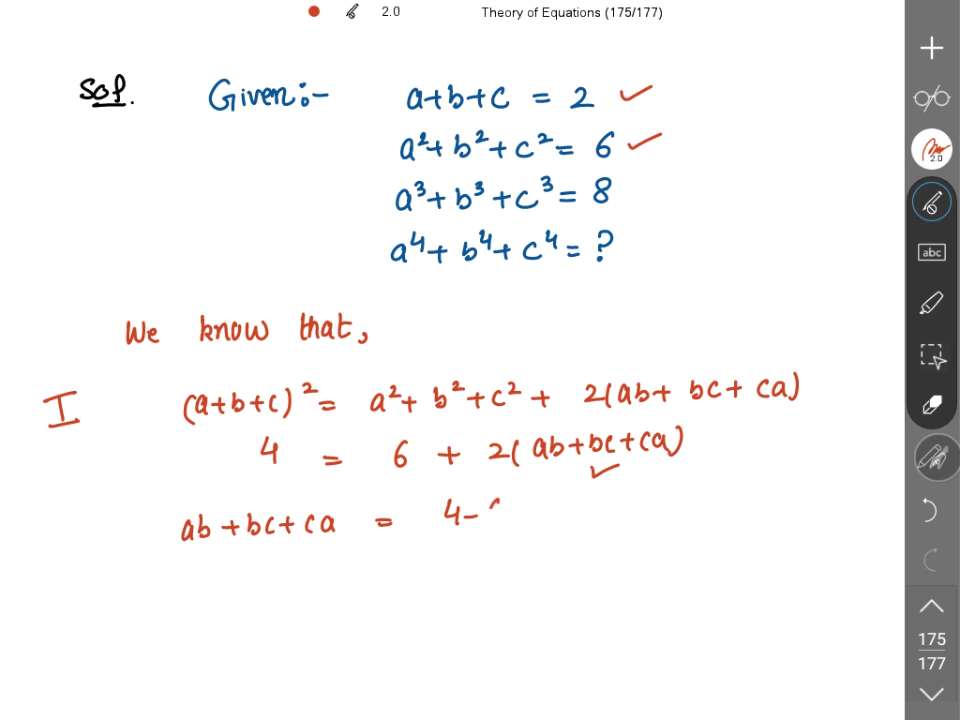 2.0 Theory of Equations (175/177)
Sol. Given:- a+b+c = 2 ✓
a²+b²+c² = 6 ✓
a³+b³+c³ = 8
a⁴+b⁴+c⁴ = ?
We know that,
I (a+b+c)² = a²+b²+c² + 2(ab+bc+ca)
4 = 6 + 2(ab+bc+ca)
ab+bc+ca = 4-
2.0
abc
175
177